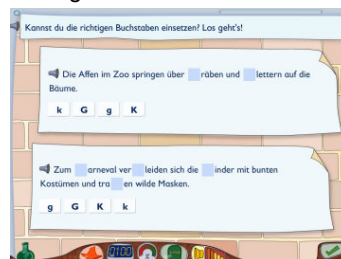 Kannst du die richtigen Buchstaben einsetzen? Los geht's!
Die Affen im Zoo springen über räben und lettern auf die
Bäume.
k G g K
Zum arneval ver leiden sich die inder mit bunten
Kostümen und tra en wilde Masken.
g G K k